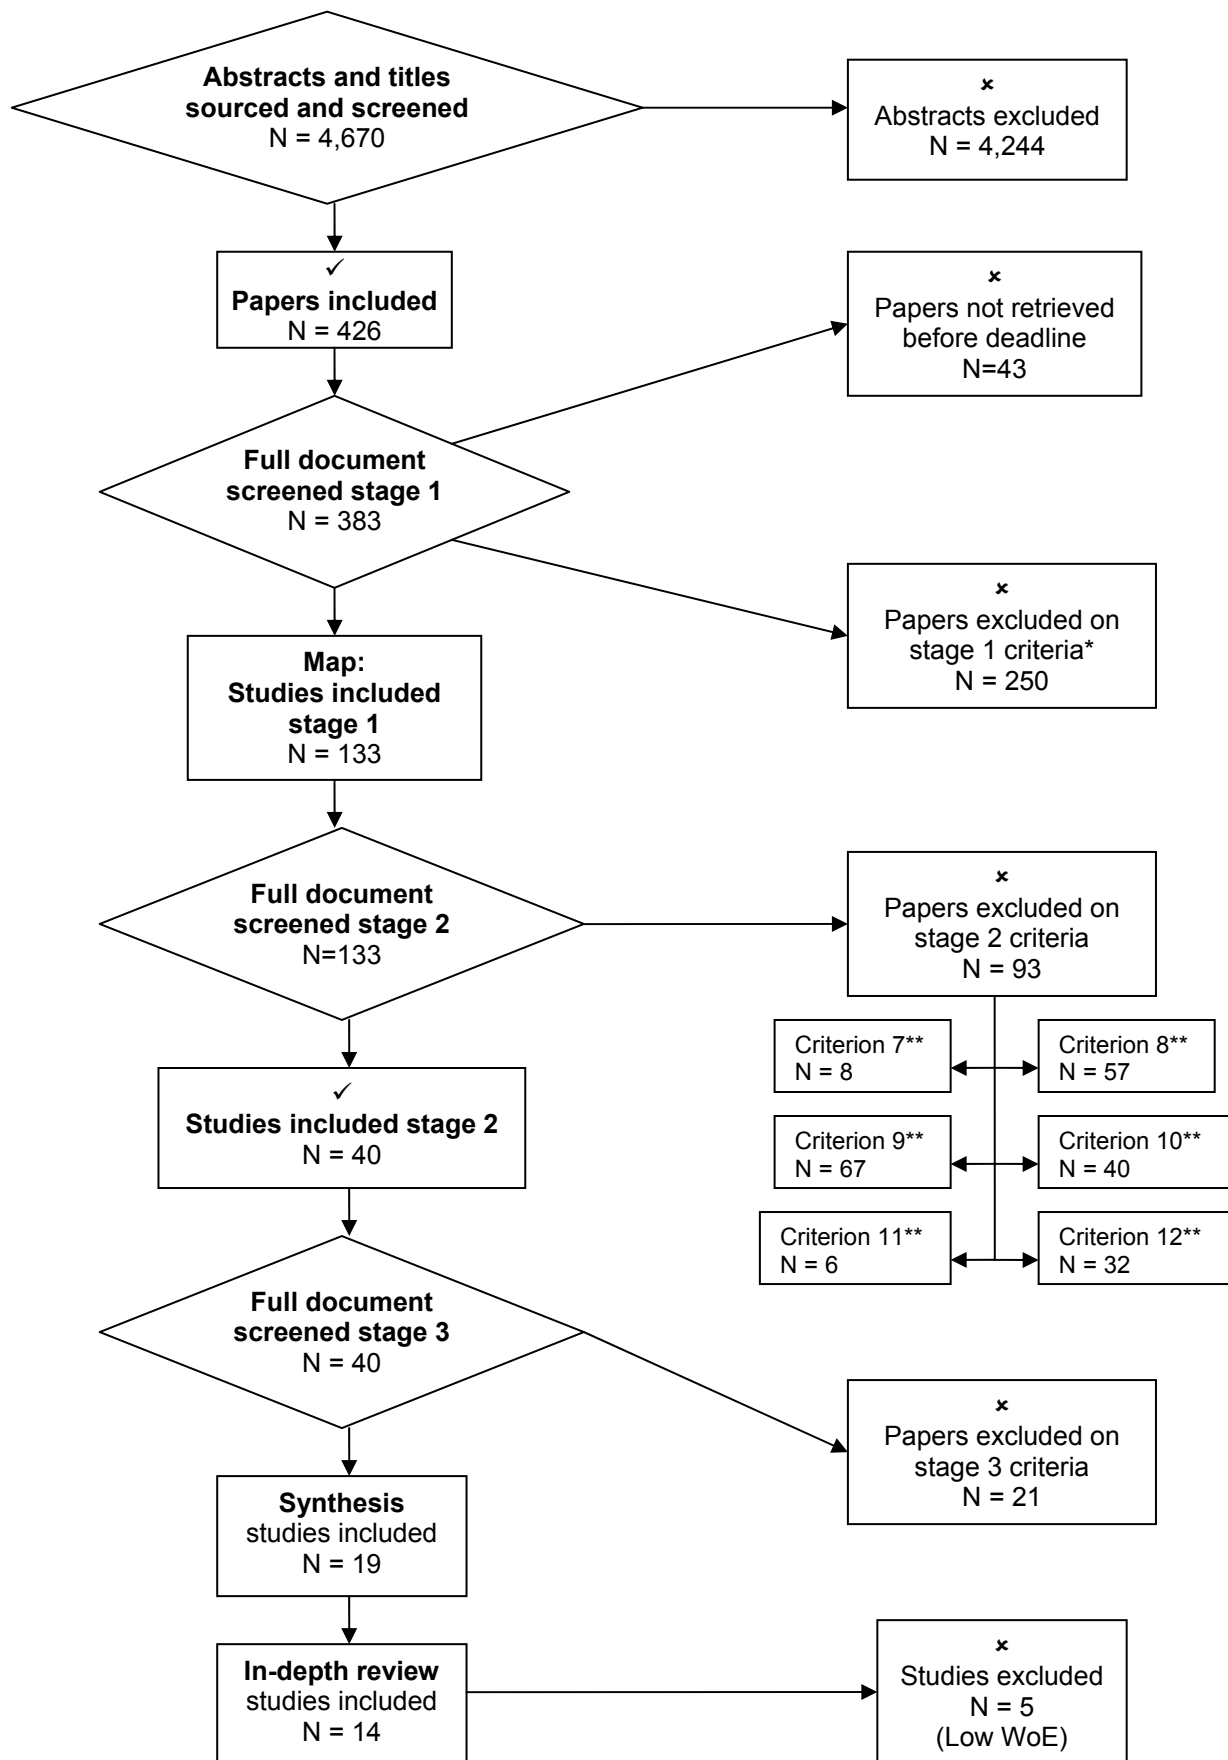 Abstracts and titles
sourced and screened
N = 4,670
✘
Abstracts excluded
N = 4,244
✓
Papers included
N = 426
✘
Papers not retrieved
before deadline
N=43
Full document
screened stage 1
N = 383
✘
Papers excluded on
stage 1 criteria*
N = 250
Map:
Studies included
stage 1
N = 133
Full document
screened stage 2
N=133
✘
Papers excluded on
stage 2 criteria
N = 93
Criterion 7**
N = 8
Criterion 8**
N = 57
✓
Studies included stage 2
N = 40
Criterion 9**
N = 67
Criterion 10**
N = 40
Criterion 11**
N = 6
Criterion 12**
N = 32
Full document
screened stage 3
N = 40
✘
Papers excluded on
stage 3 criteria
N = 21
Synthesis
studies included
N = 19
In-depth review
studies included
N = 14
✘
Studies excluded
N = 5
(Low WoE)